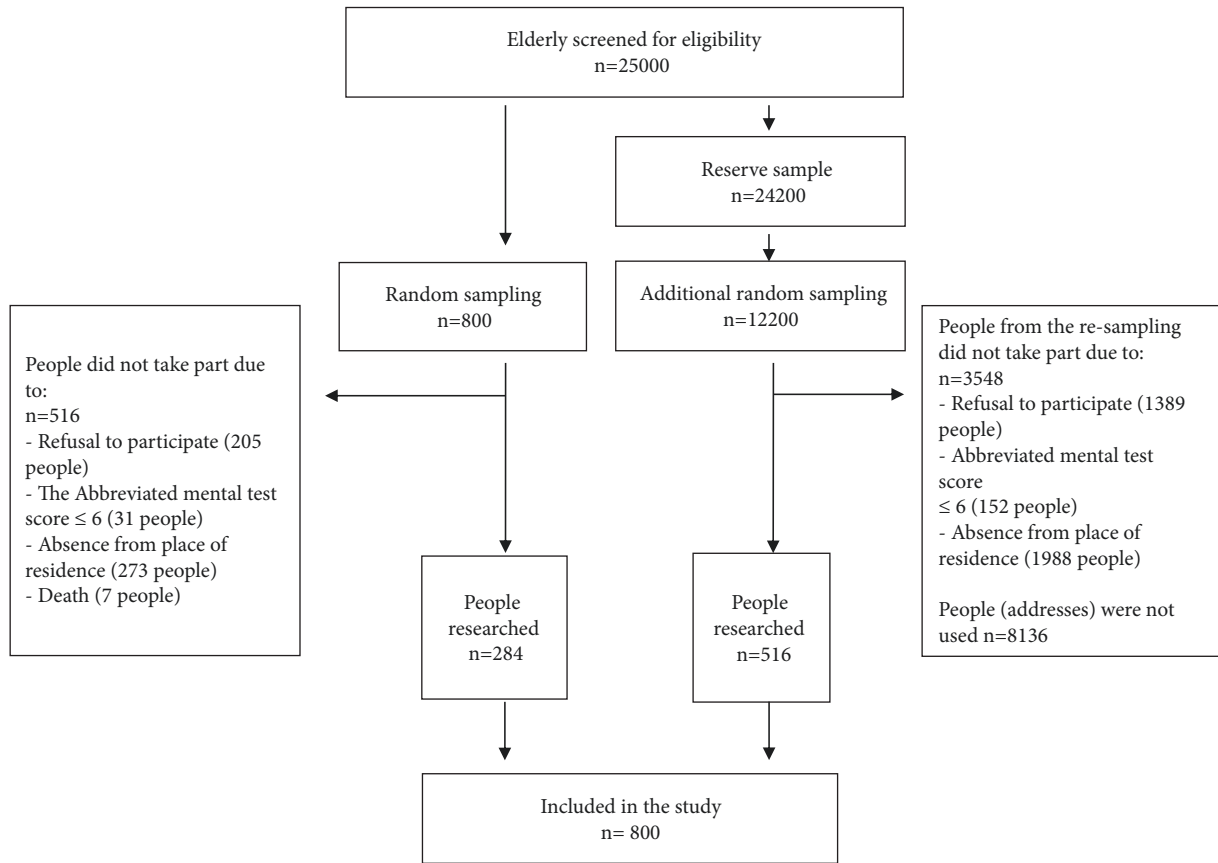 Elderly screened for eligibility
n=25000
Reserve sample
n=24200
Random sampling
n=800
Additional random sampling
n=12200
People did not take part due
to:
n=516
- Refusal to participate (205
people)
- The Abbreviated mental test
score ≤ 6 (31 people)
- Absence from place of
residence (273 people)
- Death (7 people)
People from the re-sampling
did not take part due to:
n=3548
- Refusal to participate (1389
people)
- Abbreviated mental test
score
≤ 6 (152 people)
- Absence from place of
residence (1988 people)
People (addresses) were not
used n=8136
People
researched
n=284
People
researched
n=516
Included in the study
n= 800